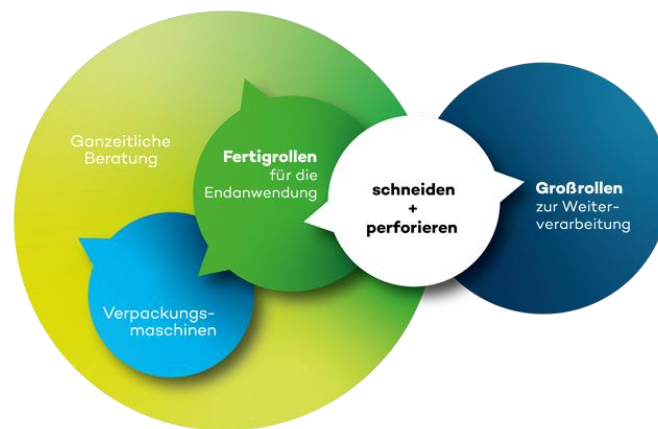 Ganzeitliche
Beratung
Fertigrollen
für die
Endanwendung
schneiden
+
perforieren
Großrollen
zur Weiter-
verarbeitung
Verpackungs-
maschinen